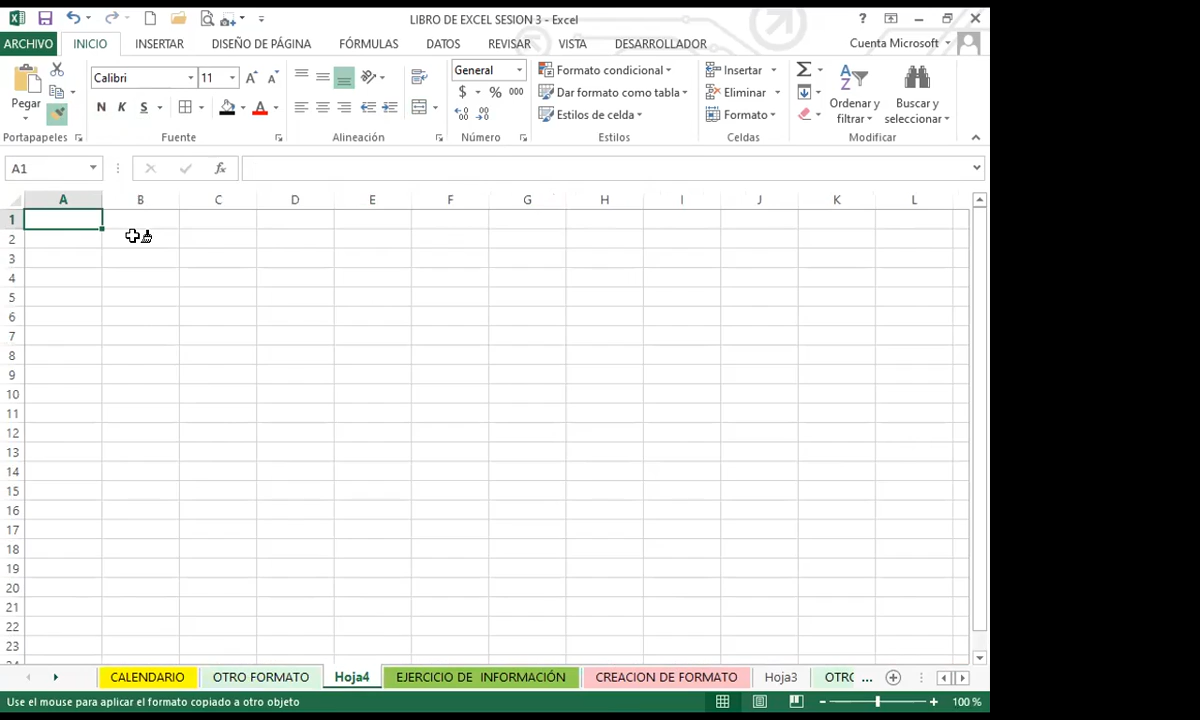 LIBRO DE EXCEL SESION 3 - Excel
ARCHIVO INICIO INSERTAR DISEÑO DE PÁGINA FÓRMULAS DATOS REVISAR VISTA DESARROLLADOR Cuenta Microsoft
Pegar
Calibri 11
N K S
General
$ % 000
Formato condicional
Dar formato como tabla
Estilos de celda
Insertar
Eliminar
Formato
Ordenar y
filtrar
Buscar y
seleccionar
Portapapeles Fuente Alineación Número Estilos Celdas Modificar
A1 fx
A B C D E F G H I J K L
1
2
3
4
5
6
7
8
9
10
11
12
13
14
15
16
17
18
19
20
21
22
23
CALENDARIO OTRO FORMATO Hoja4 EJERCICIO DE INFORMACIÓN CREACION DE FORMATO Hoja3 OTRC ...
Use el mouse para aplicar el formato copiado a otro objeto 100 %